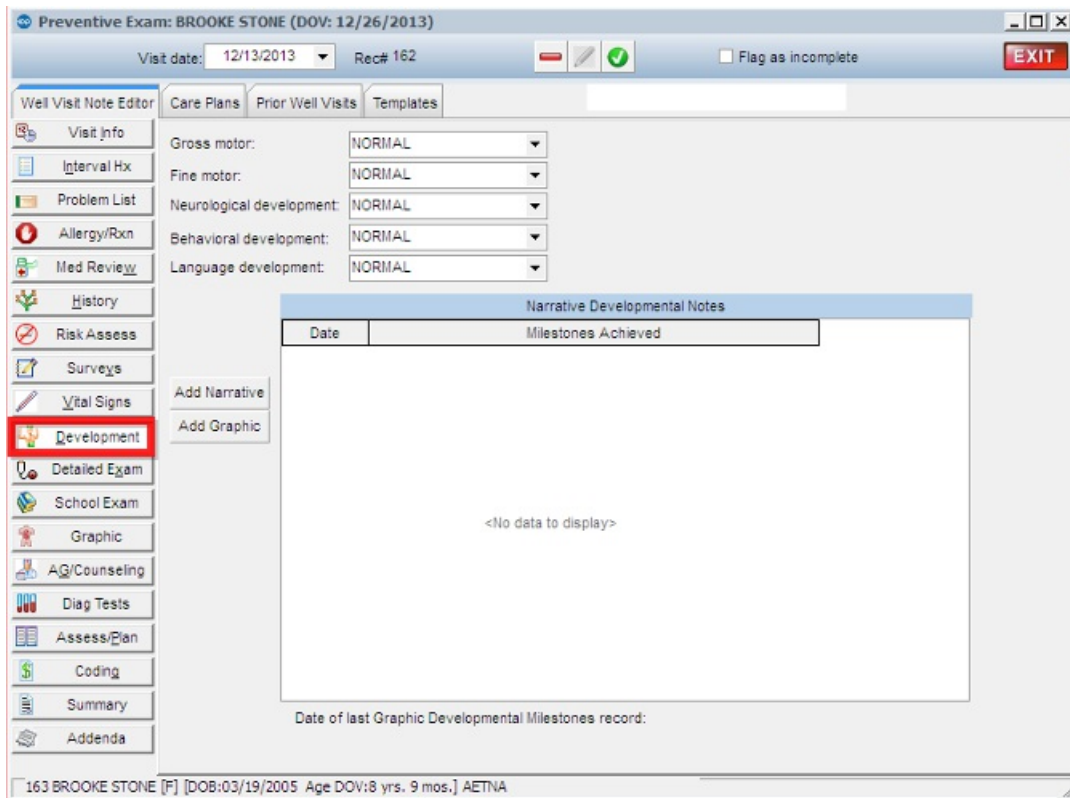 Preventive Exam: BROOKE STONE (DOV: 12/26/2013)
Visit date: 12/13/2013 Rec# 162 Flag as incomplete EXIT
Well Visit Note Editor Care Plans Prior Well Visits Templates
Visit Info
Interval Hx
Problem List
Allergy/Rxn
Med Review
History
Risk Assess
Surveys
Vital Signs
Development
Detailed Exam
School Exam
Graphic
AG/Counseling
Diag Tests
Assess/Plan
Coding
Summary
Addenda
Gross motor: NORMAL
Fine motor: NORMAL
Neurological development: NORMAL
Behavioral development: NORMAL
Language development: NORMAL
Narrative Developmental Notes
Date Milestones Achieved
Add Narrative
Add Graphic
<No data to display>
Date of last Graphic Developmental Milestones record:
163 BROOKE STONE [F] [DOB:03/19/2005 Age DOV:8 yrs. 9 mos.] AETNA